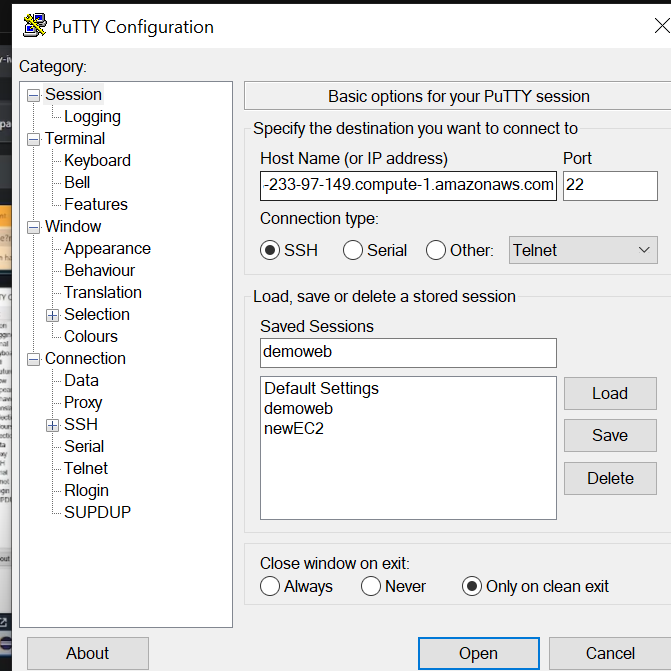 PuTTY Configuration
Category:
Session
Logging
Terminal
Keyboard
Bell
Features
Window
Appearance
Behaviour
Translation
Selection
Colours
Connection
Data
Proxy
SSH
Serial
Telnet
Rlogin
SUPDUP
Basic options for your PuTTY session
Specify the destination you want to connect to
Host Name (or IP address) Port
-233-97-149.compute-1.amazonaws.com 22
Connection type:
SSH Serial Other: Telnet
Load, save or delete a stored session
Saved Sessions
demoweb
Default Settings
demoweb
newEC2
Load
Save
Delete
Close window on exit:
Always Never Only on clean exit
About Open Cancel